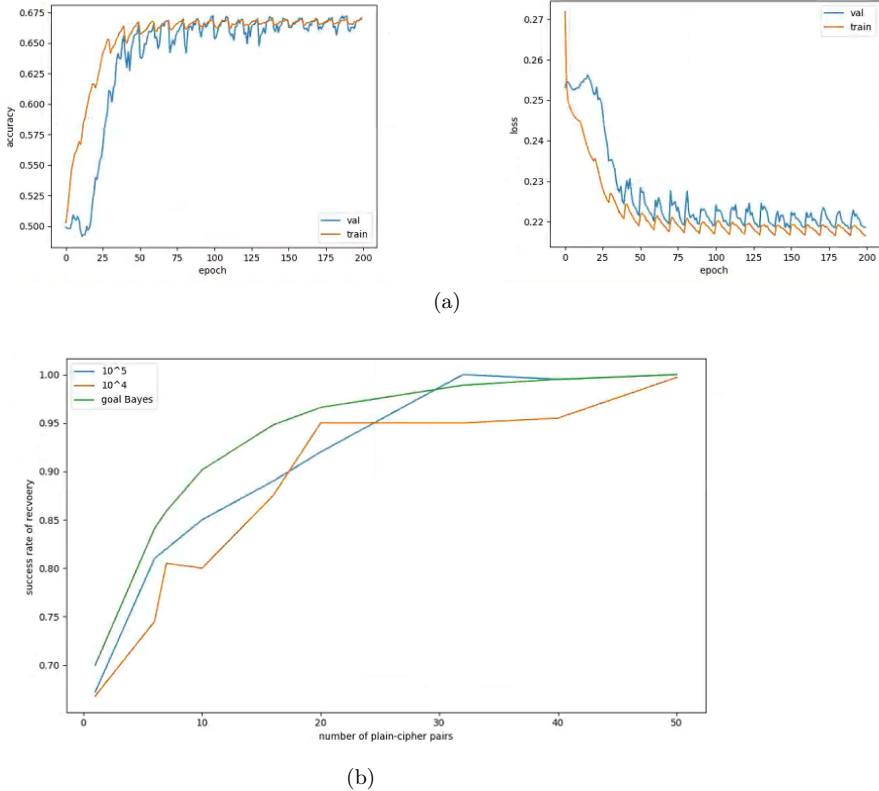 accuracy
0.675
0.650
0.625
0.600
0.575
0.550
0.525
0.500
val
train
0 25 50 75 100 125 150 175 200
epoch
loss
0.27
0.26
0.25
0.24
0.23
0.22
val
train
0 25 50 75 100 125 150 175 200
epoch
(a)
success rate of recvoery
1.00
0.95
0.90
0.85
0.80
0.75
0.70
10^5
10^4
goal Bayes
0 10 20 30 40 50
number of plain-cipher pairs
(b)